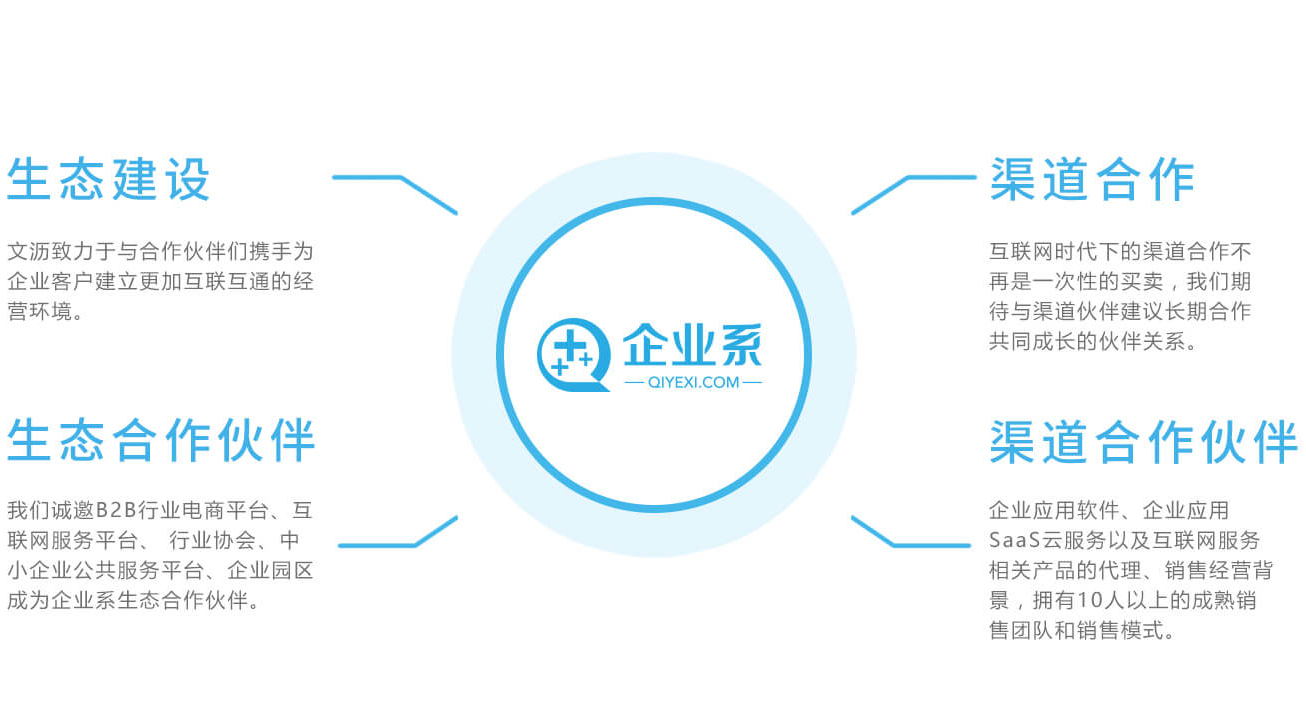 生态建设
文沥致力于与合作伙伴们携手为
企业客户建立更加互联互通的经
营环境。
生态合作伙伴
我们诚邀B2B行业电商平台、互
联网服务平台、 行业协会、中
小企业公共服务平台、企业园区
成为企业系生态合作伙伴。
企业系
QIYEXI.COM
渠道合作
互联网时代下的渠道合作不
再是一次性的买卖，我们期
待与渠道伙伴建议长期合作
共同成长的伙伴关系。
渠道合作伙伴
企业应用软件、企业应用
SaaS云服务以及互联网服务
相关产品的代理、销售经营背
景，拥有10人以上的成熟销
售团队和销售模式。